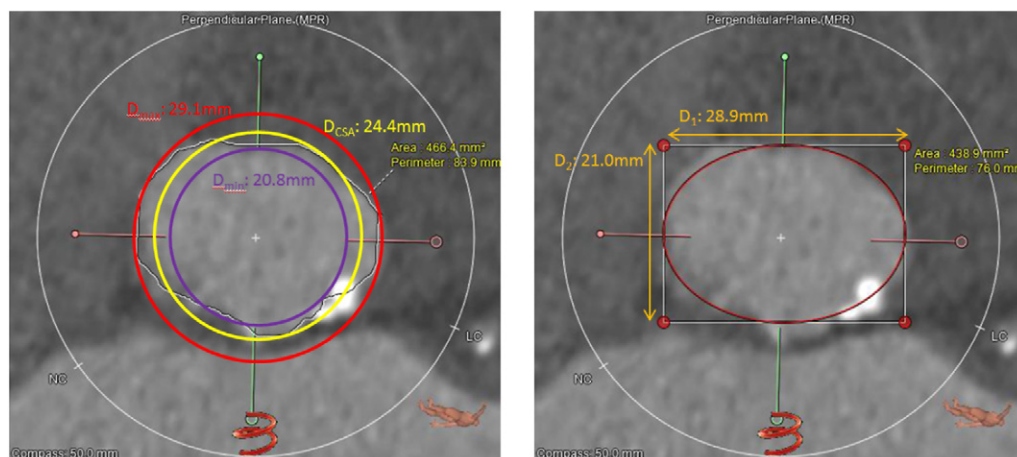 Perpendicular Plane (MPR)
Dmax: 29.1mm
DCSA: 24.4mm
Area : 466.4 mm²
Perimeter : 83.9 mm
Dmin: 20.8mm
LC
NC
Compass: 50.0 mm
Perpendicular Plane (MPR)
D1: 28.9mm
D2: 21.0mm
Area : 438.9 mm²
Perimeter : 76.0 mm
LC
NC
Compass: 50.0 mm